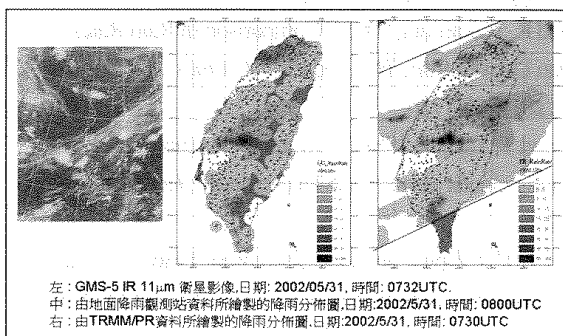 左：GMS-5 IR 11μm 衛星影像,日期: 2002/05/31, 時間: 0732UTC.
中：由地面降雨觀測站資料所繪製的降雨分佈圖,日期:2002/5/31, 時間: 0800UTC
右：由TRMM/PR資料所繪製的降雨分佈圖,日期:2002/5/31, 時間: 0730UTC